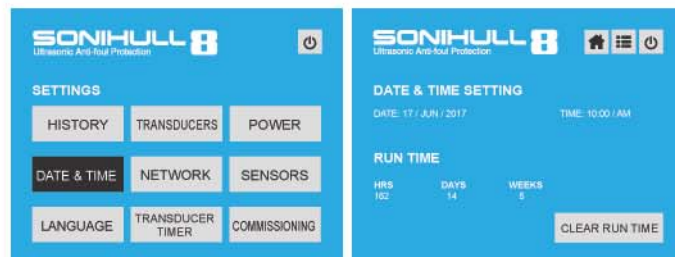 SONIHULL 8
Ultrasonic Anti-foul Protection
SETTINGS
HISTORY TRANSDUCERS POWER
DATE & TIME NETWORK SENSORS
LANGUAGE TRANSDUCER TIMER COMMISSIONING
SONIHULL 8
Ultrasonic Anti-foul Protection
DATE & TIME SETTING
DATE: 17 / JUN / 2017 TIME: 10:00 / AM
RUN TIME
HRS DAYS WEEKS
162 14 5
CLEAR RUN TIME